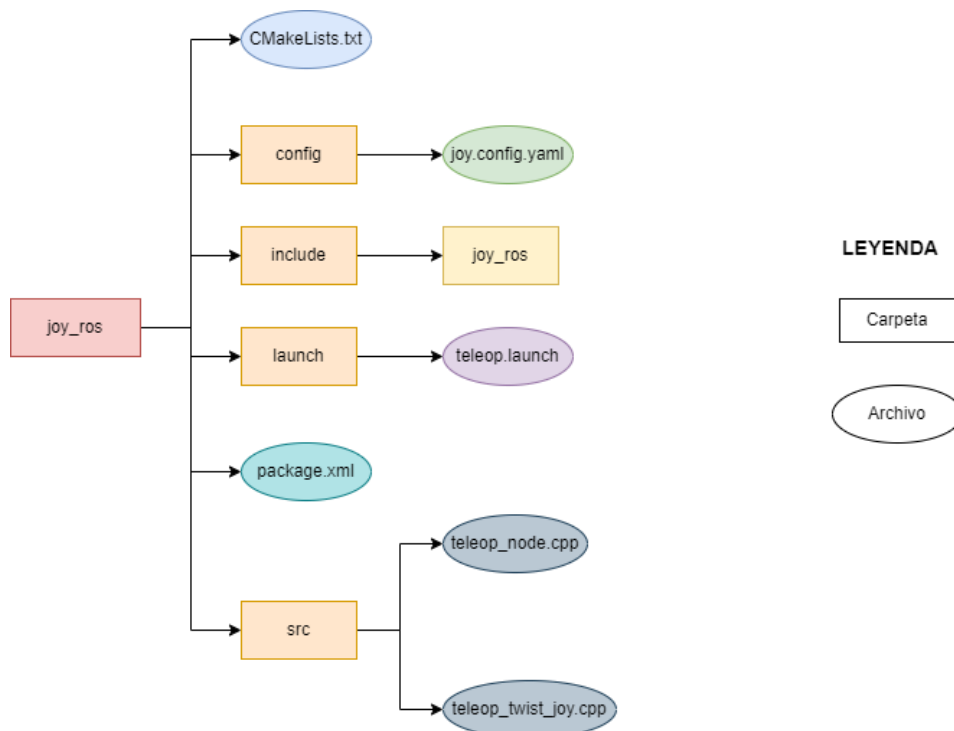 CMakeLists.txt
config
joy.config.yaml
include
joy_ros
LEYENDA
joy_ros
Carpeta
launch
teleop.launch
Archivo
package.xml
teleop_node.cpp
src
teleop_twist_joy.cpp